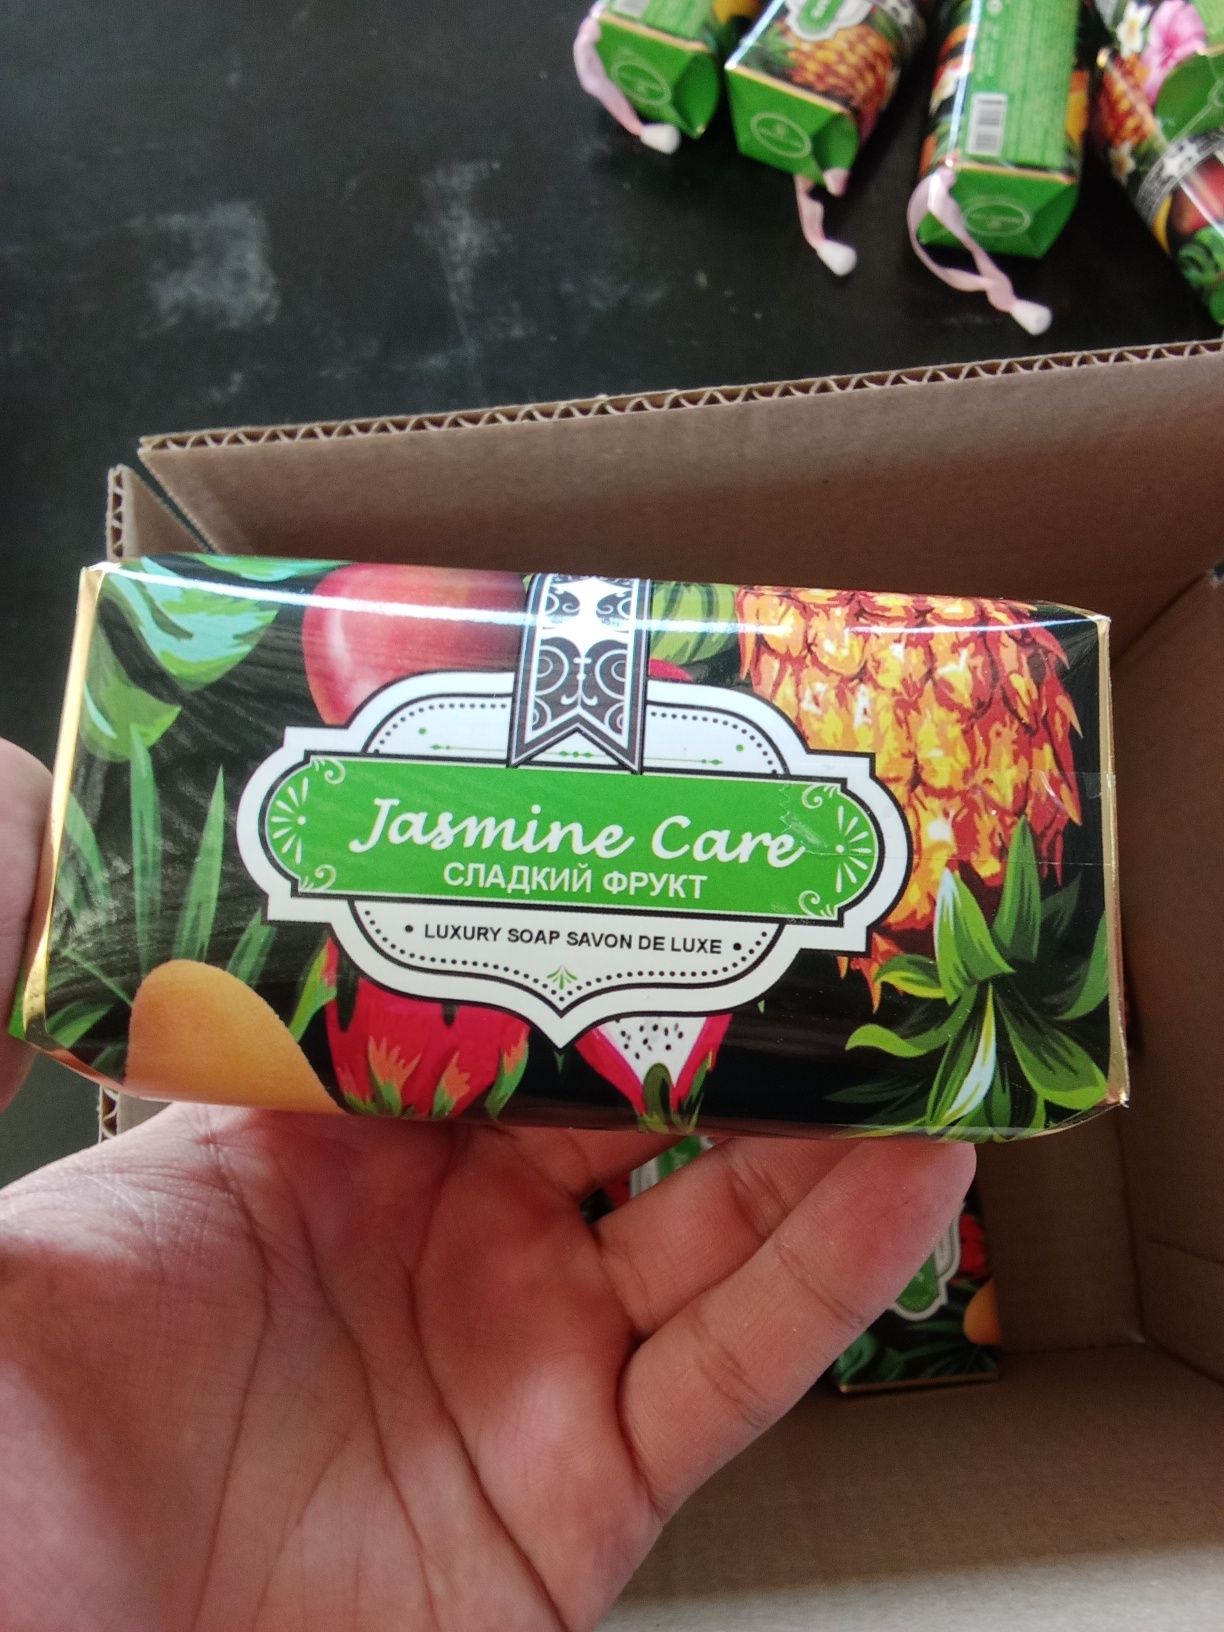 Jasmine Care
СЛАДКИЙ ФРУКТ
• LUXURY SOAP SAVON DE LUXE •